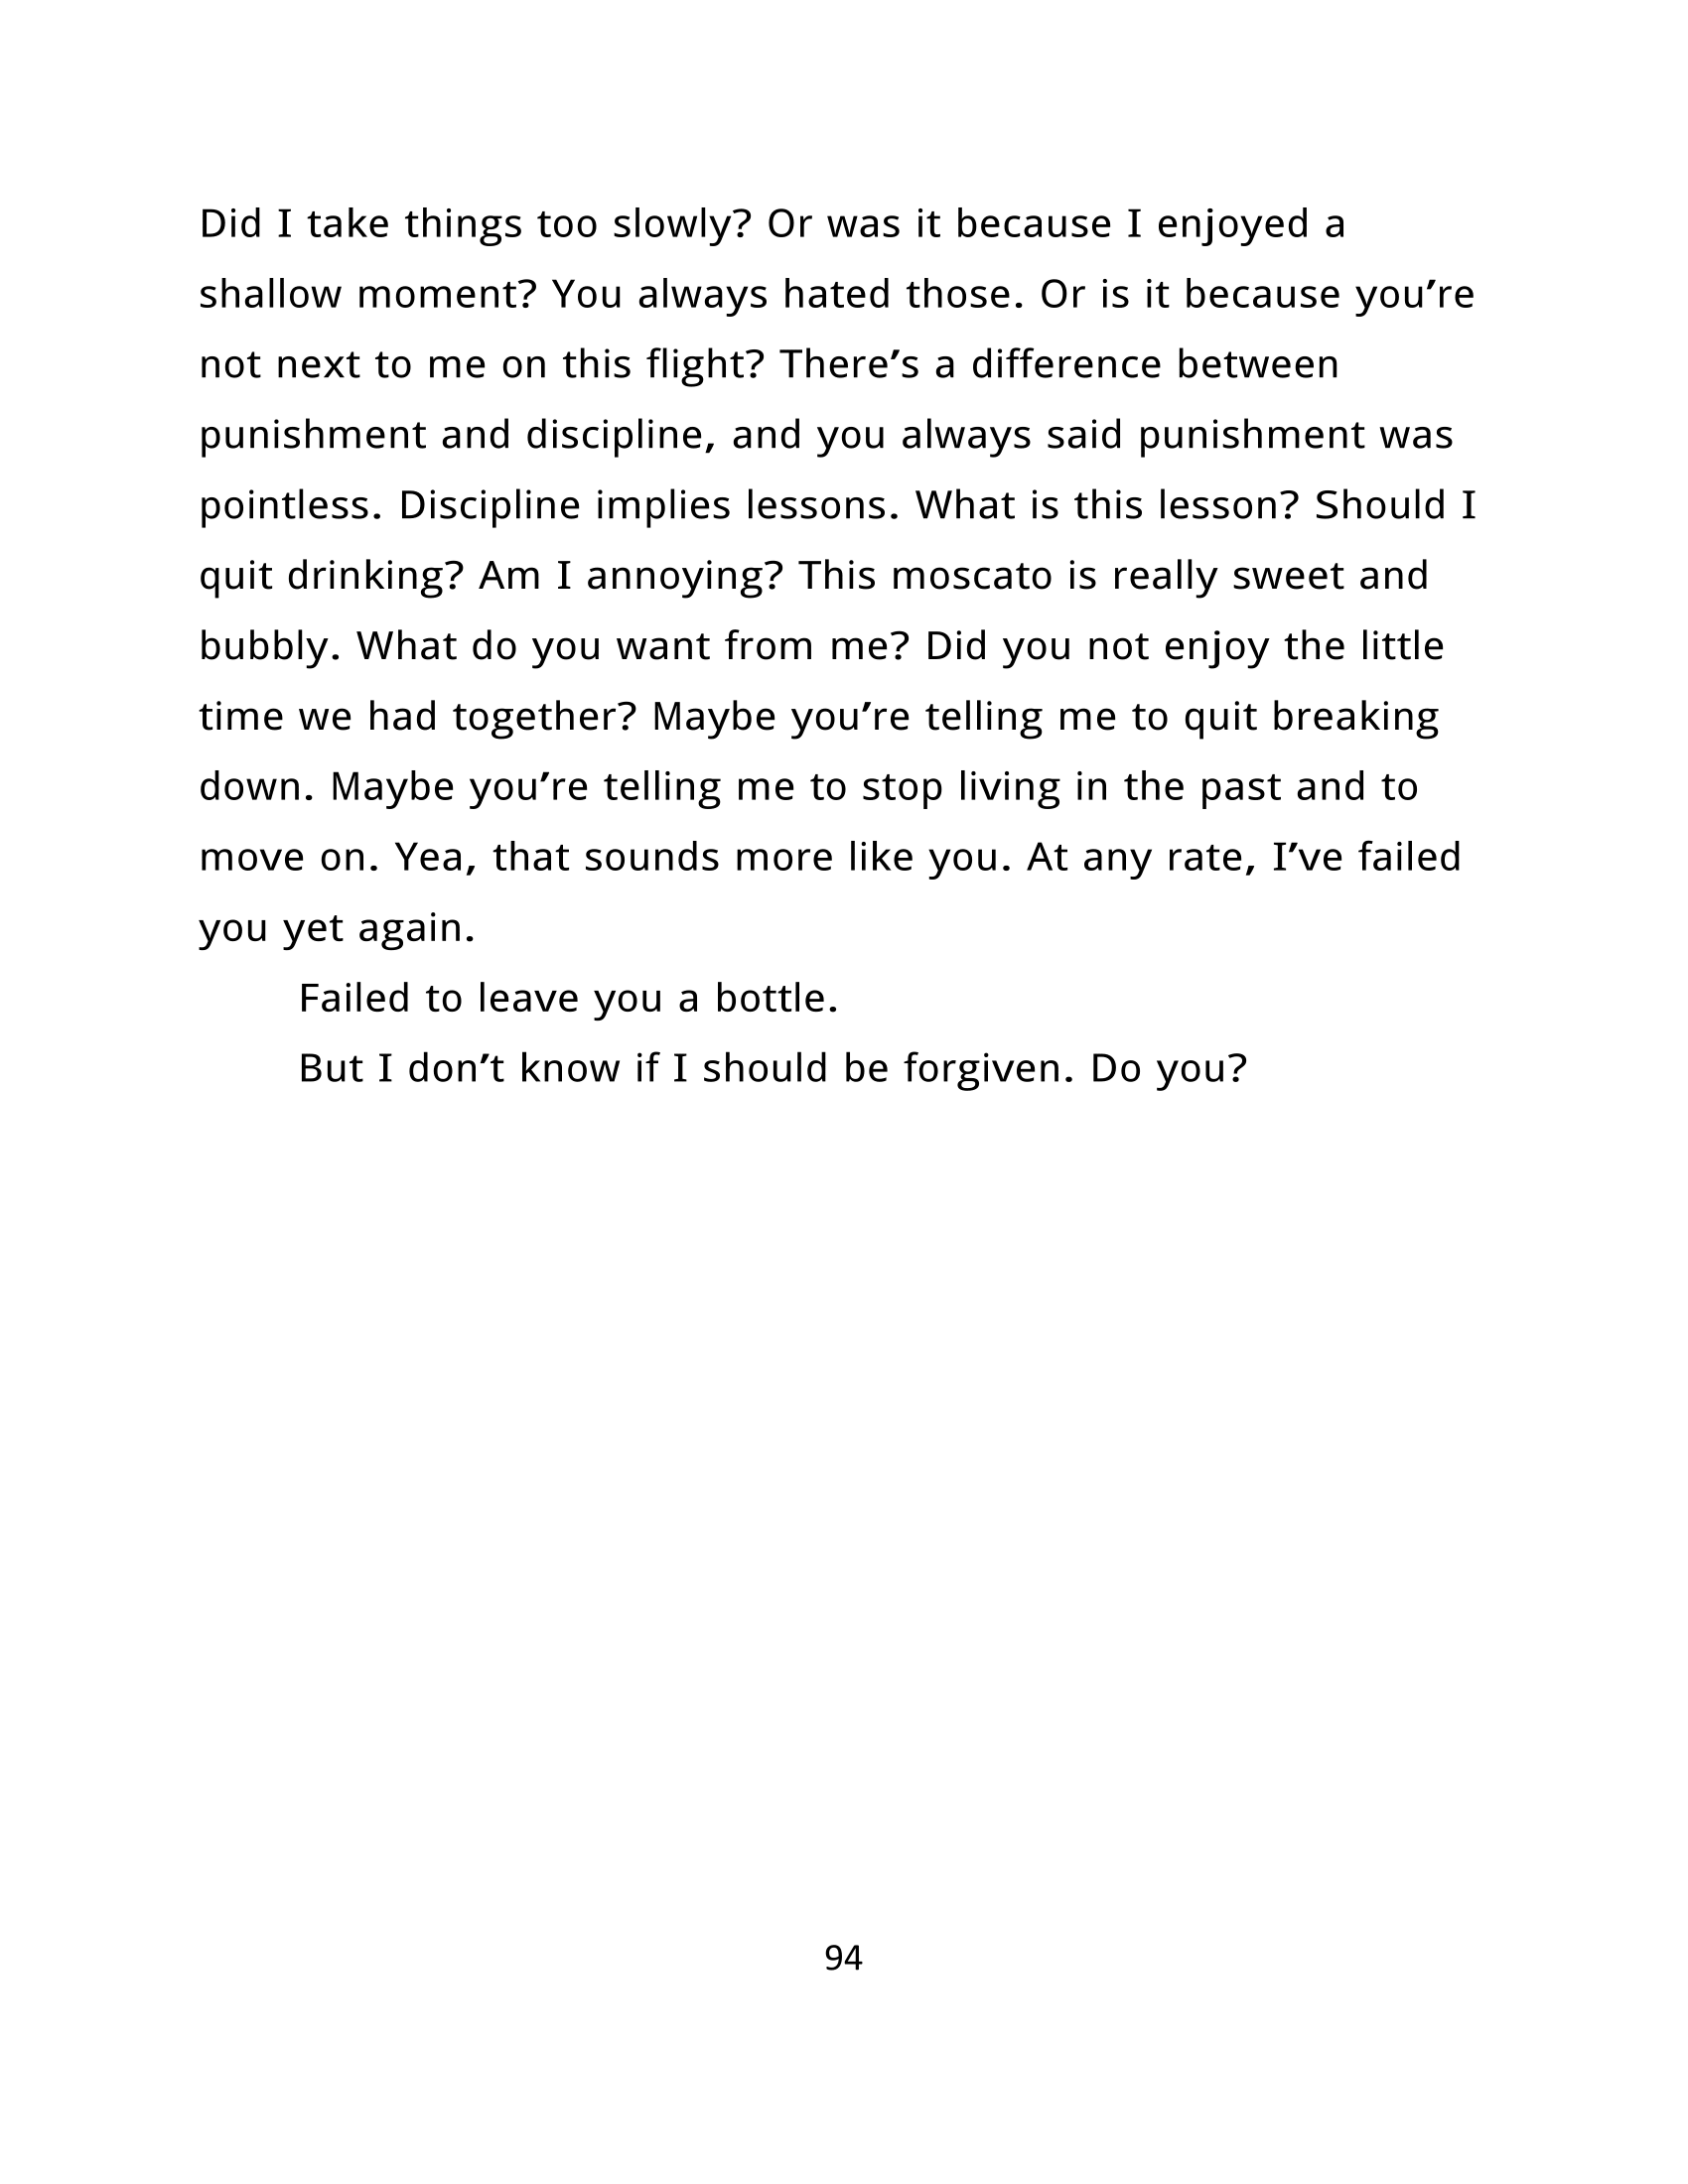 Did I take things too slowly? Or was it because I enjoyed a
shallow moment? You always hated those. Or is it because you’re
not next to me on this flight? There’s a difference between
punishment and discipline, and you always said punishment was
pointless. Discipline implies lessons. What is this lesson? Should I
quit drinking? Am I annoying? This moscato is really sweet and
bubbly. What do you want from me? Did you not enjoy the little
time we had together? Maybe you’re telling me to quit breaking
down. Maybe you’re telling me to stop living in the past and to
move on. Yea, that sounds more like you. At any rate, I’ve failed
you yet again.
Failed to leave you a bottle.
But I don’t know if I should be forgiven. Do you?
94